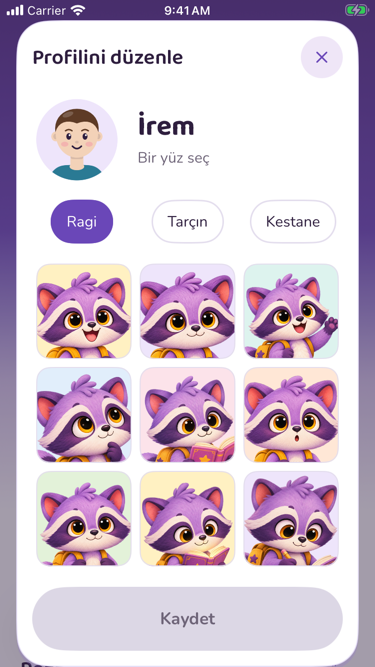 Carrier 9:41 AM
Profilini düzenle
İrem
Bir yüz seç
Ragi Tarçın Kestane
Kaydet